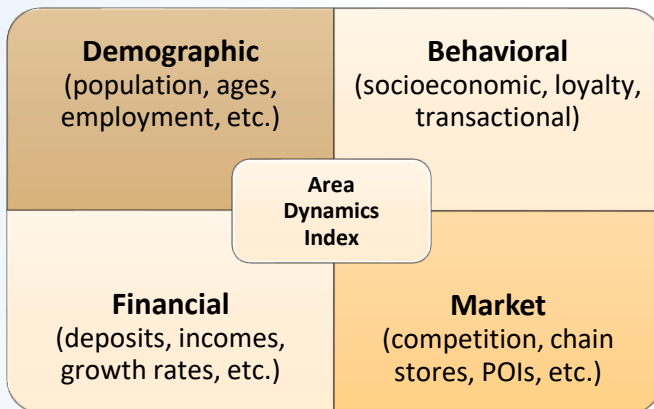 Demographic
(population, ages,
employment, etc.)
Behavioral
(socioeconomic, loyalty,
transactional)
Area
Dynamics
Index
Financial
(deposits, incomes,
growth rates, etc.)
Market
(competition, chain
stores, POIs, etc.)